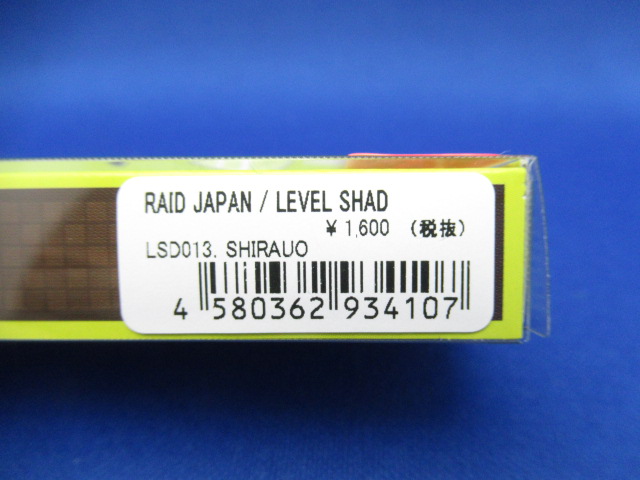 RAID JAPAN / LEVEL SHAD
¥ 1,600 (税抜)
LSD013. SHIRAUO
4 580362 934107